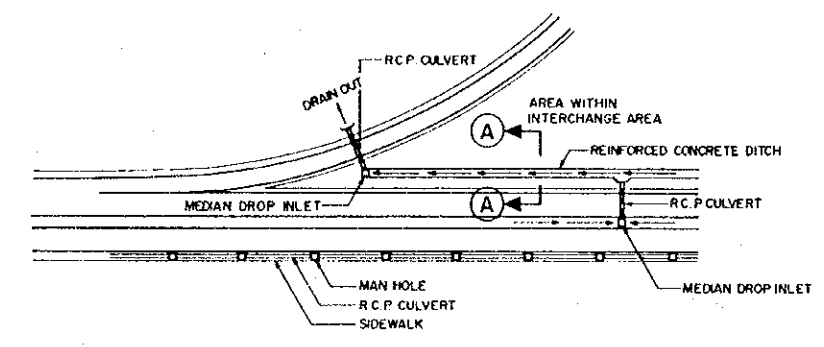 R.C.P. CULVERT
DRAIN OUT
AREA WITHIN
INTERCHANGE AREA
A
REINFORCED CONCRETE DITCH
A
MEDIAN DROP INLET
R.C.P CULVERT
MEDIAN DROP INLET
MAN HOLE
R.C.P. CULVERT
SIDEWALK